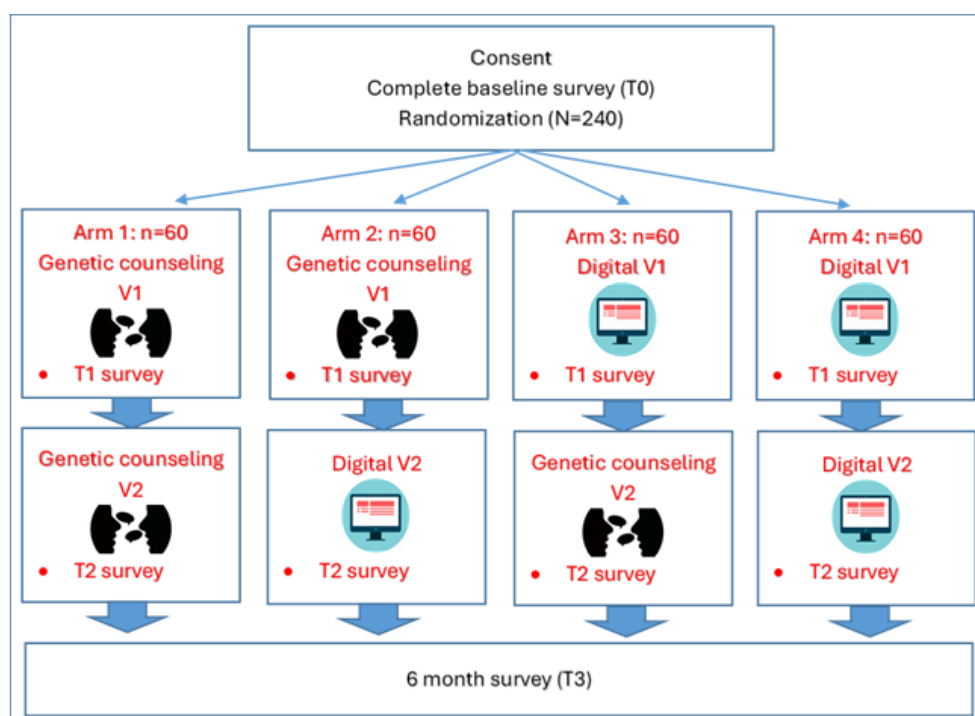 Consent
Complete baseline survey (T0)
Randomization (N=240)
Arm 1: n=60
Genetic counseling
V1
• T1 survey
Arm 2: n=60
Genetic counseling
V1
• T1 survey
Arm 3: n=60
Digital V1
• T1 survey
Arm 4: n=60
Digital V1
• T1 survey
Genetic counseling
V2
• T2 survey
Digital V2
• T2 survey
Genetic counseling
V2
• T2 survey
Digital V2
• T2 survey
6 month survey (T3)